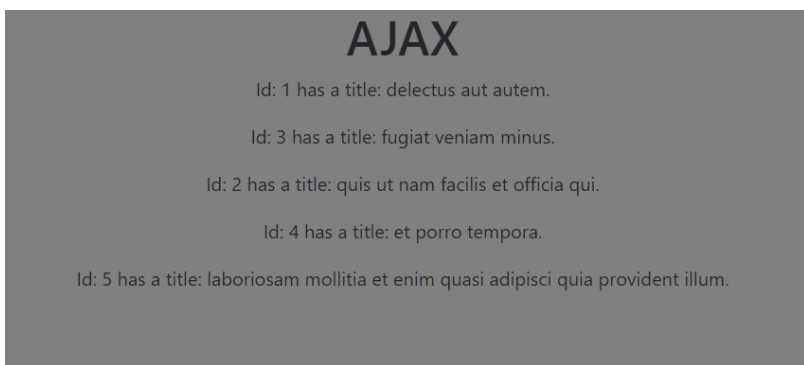 AJAX
Id: 1 has a title: delectus aut autem.
Id: 3 has a title: fugiat veniam minus.
Id: 2 has a title: quis ut nam facilis et officia qui.
Id: 4 has a title: et porro tempora.
Id: 5 has a title: laboriosam mollitia et enim quasi adipisci quia provident illum.